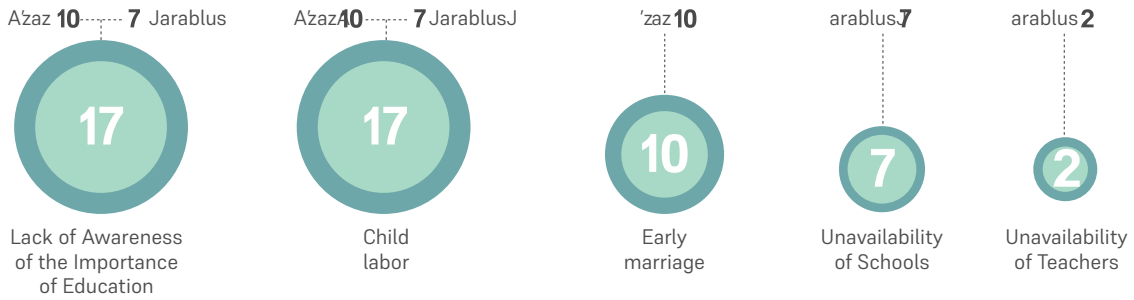 A'zaz 10 7 Jarablus
17
Lack of Awareness
of the Importance
of Education
A'zaz 10 7 Jarablus
17
Child
labor
'zaz 10
10
Early
marriage
arablus 7
7
Unavailability
of Schools
arablus 2
2
Unavailability
of Teachers